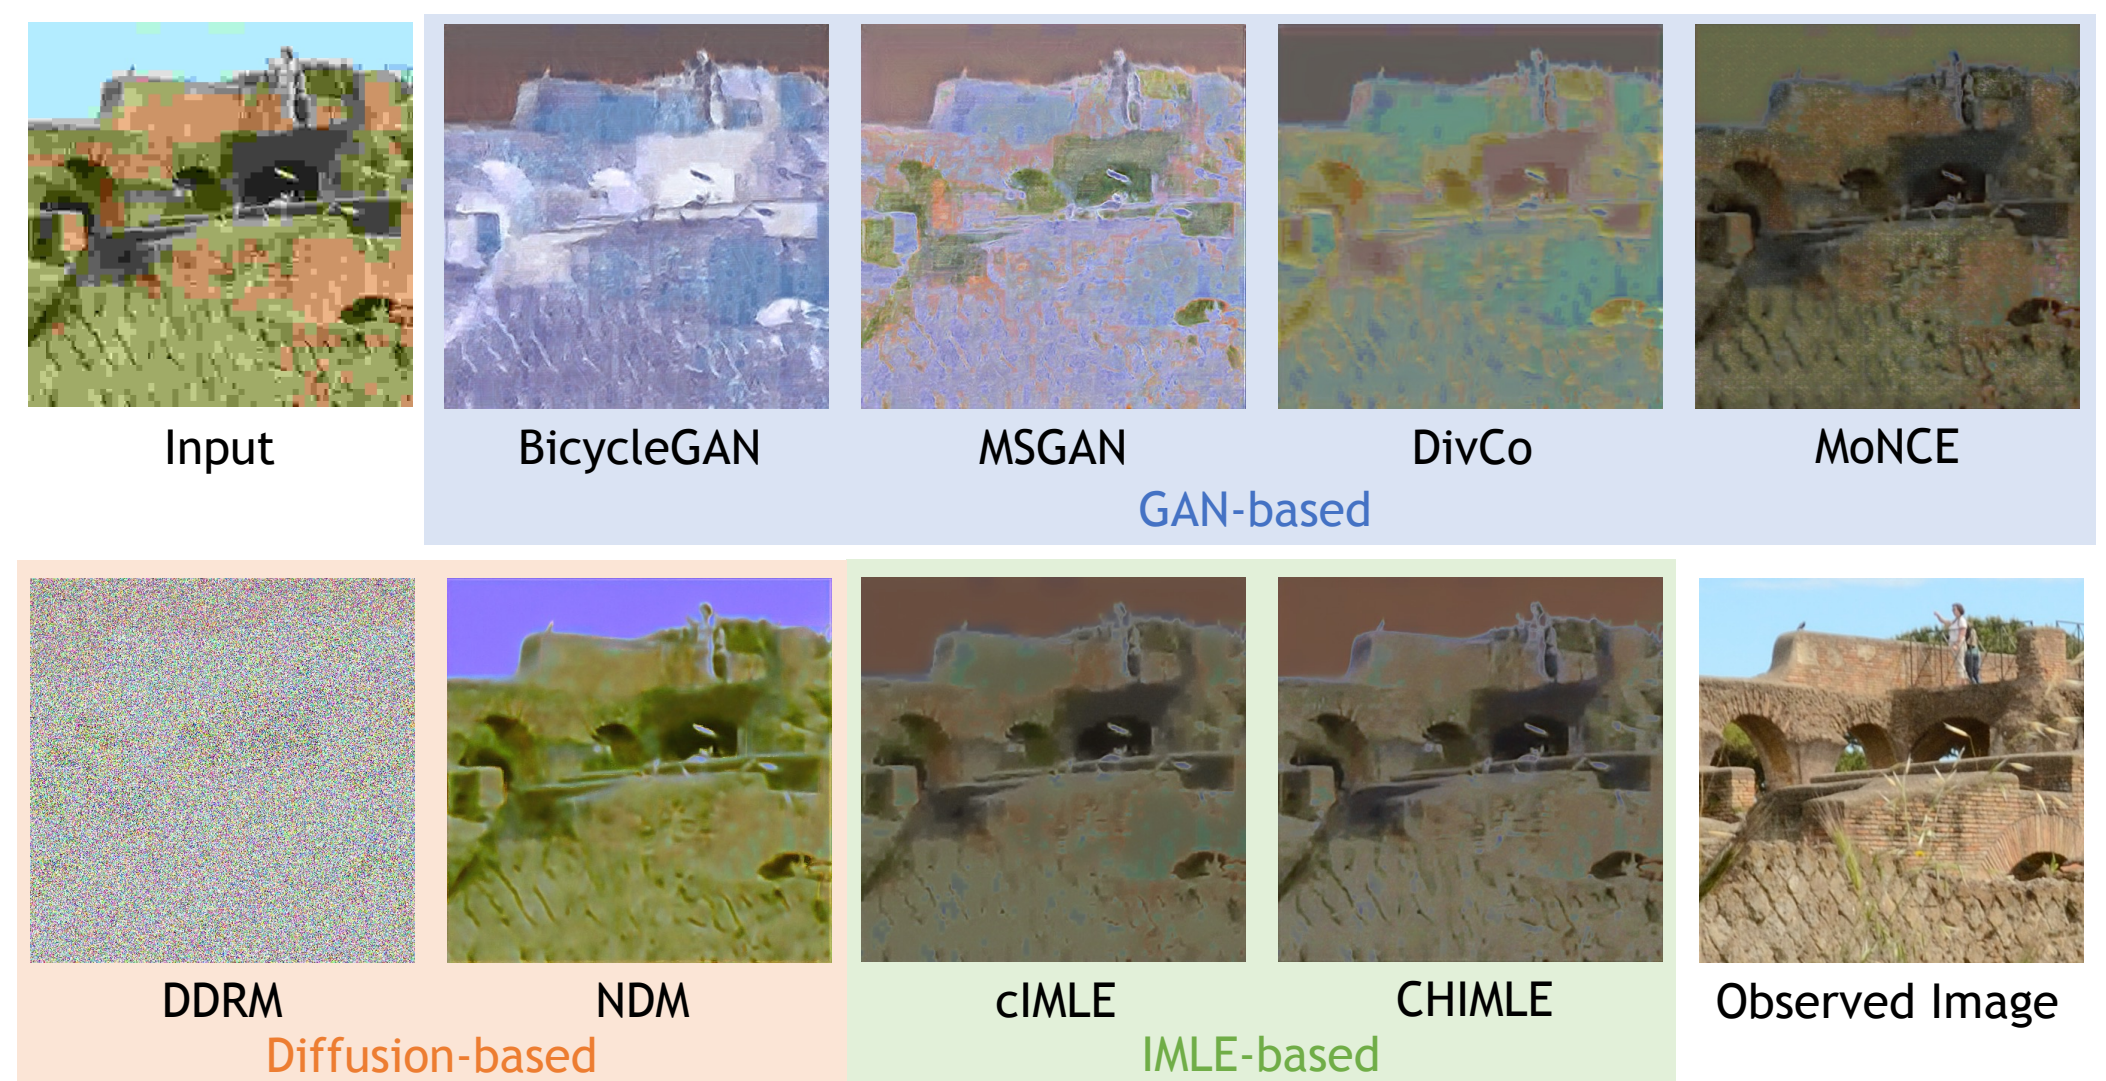 Input
BicycleGAN
MSGAN
DivCo
MoNCE
GAN-based
DDRM
NDM
cIMLE
CHIMLE
Observed Image
Diffusion-based
IMLE-based